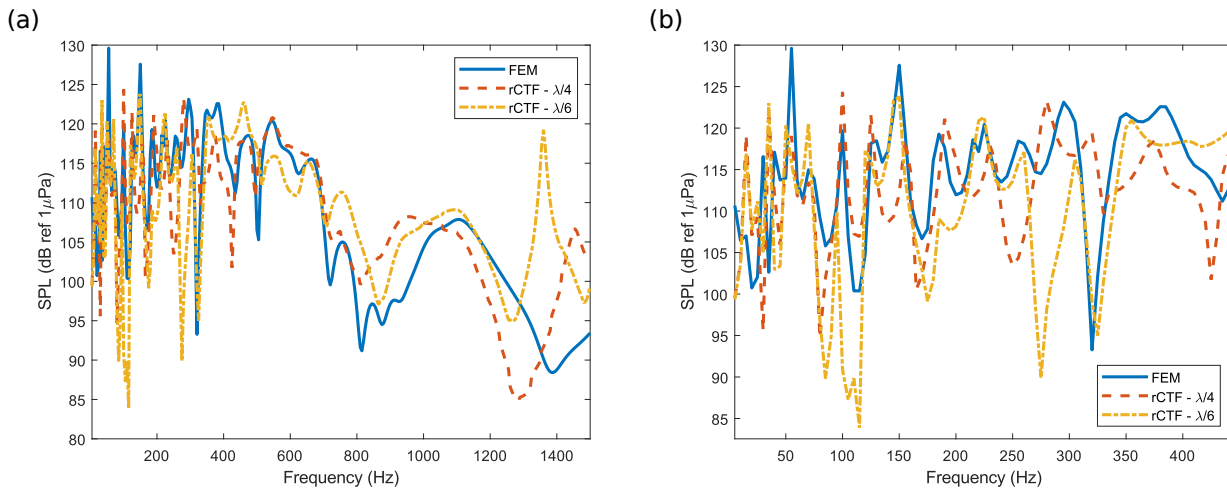 (a)
130
125
120
115
110
105
100
95
90
85
80
SPL (dB ref 1μPa)
200 400 600 800 1000 1200 1400
Frequency (Hz)
FEM
rCTF - λ/4
rCTF - λ/6
(b)
130
125
120
115
110
105
100
95
90
85
SPL (dB ref 1μPa)
50 100 150 200 250 300 350 400
Frequency (Hz)
FEM
rCTF - λ/4
rCTF - λ/6